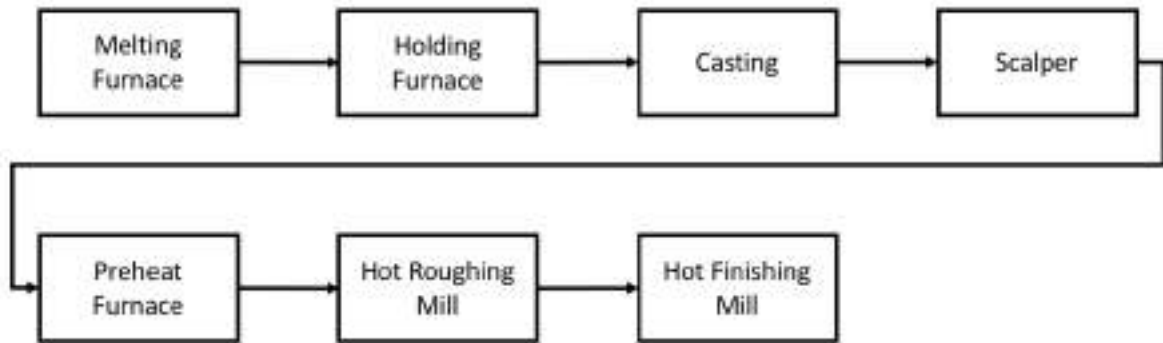 Melting
Furnace
Holding
Furnace
Casting
Scalper
Preheat
Furnace
Hot Roughing
Mill
Hot Finishing
Mill